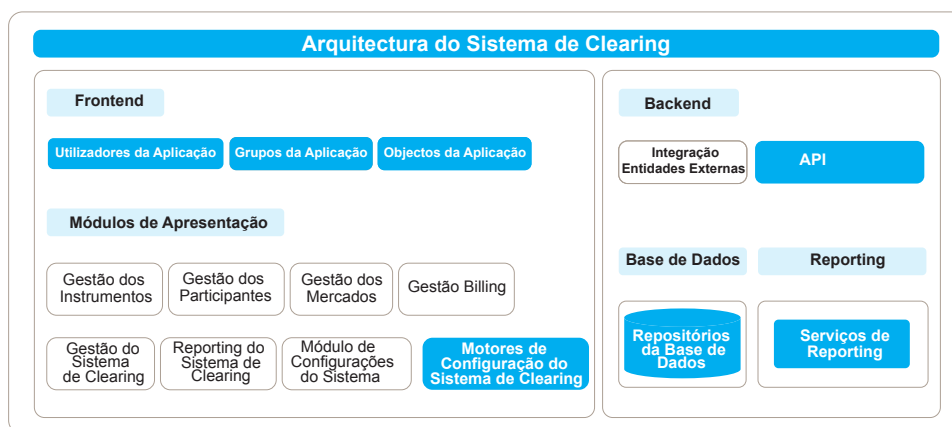 Arquitectura do Sistema de Clearing
Frontend
Utilizadores da Aplicação
Grupos da Aplicação
Objectos da Aplicação
Módulos de Apresentação
Gestão dos
Instrumentos
Gestão dos
Participantes
Gestão dos
Mercados
Gestão Billing
Gestão do
Sistema
de Clearing
Reporting do
Sistema de
Clearing
Módulo de
Configurações
do Sistema
Motores de
Configuração do
Sistema de Clearing
Backend
Integração
Entidades Externas
API
Base de Dados
Reporting
Repositórios
da Base de
Dados
Serviços de
Reporting